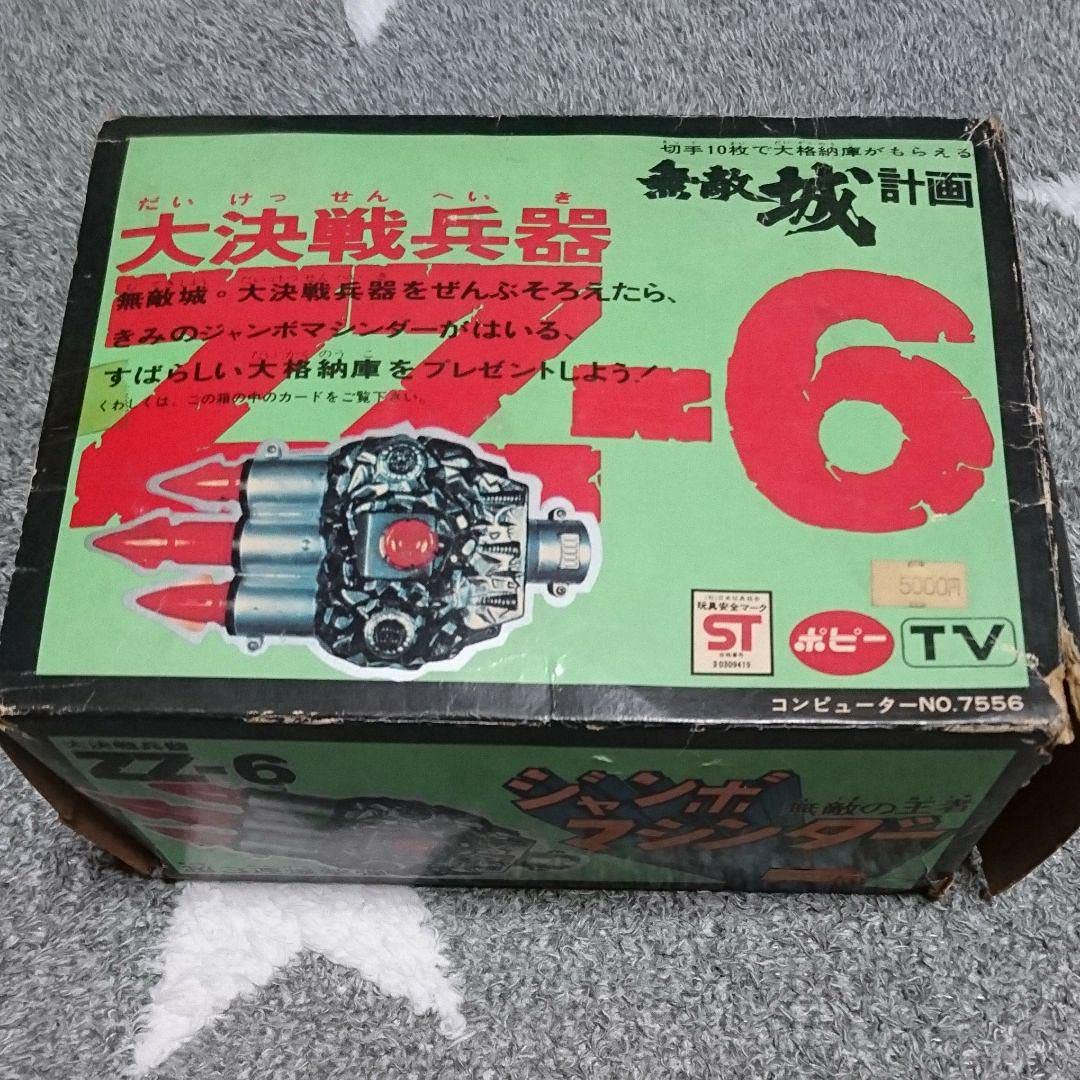 切手10枚で大格納庫がもらえる
無敵城計画
だいけっせんへいき
大決戦兵器
ZZ-6
無敵城・大決戦兵器をぜんぶそろえたら、
きみのジャンボマシンダーがはいる、
すばらしい大格納庫をプレゼントしよう!
くわしくは、この箱の中のカードをご覧下さい。
5000円
玩具安全マーク
ST
ポピー
TV
コンピューターNO.7556
大決戦兵器
ZZ-6
ジャンボ
マシンダー
無敵の王者